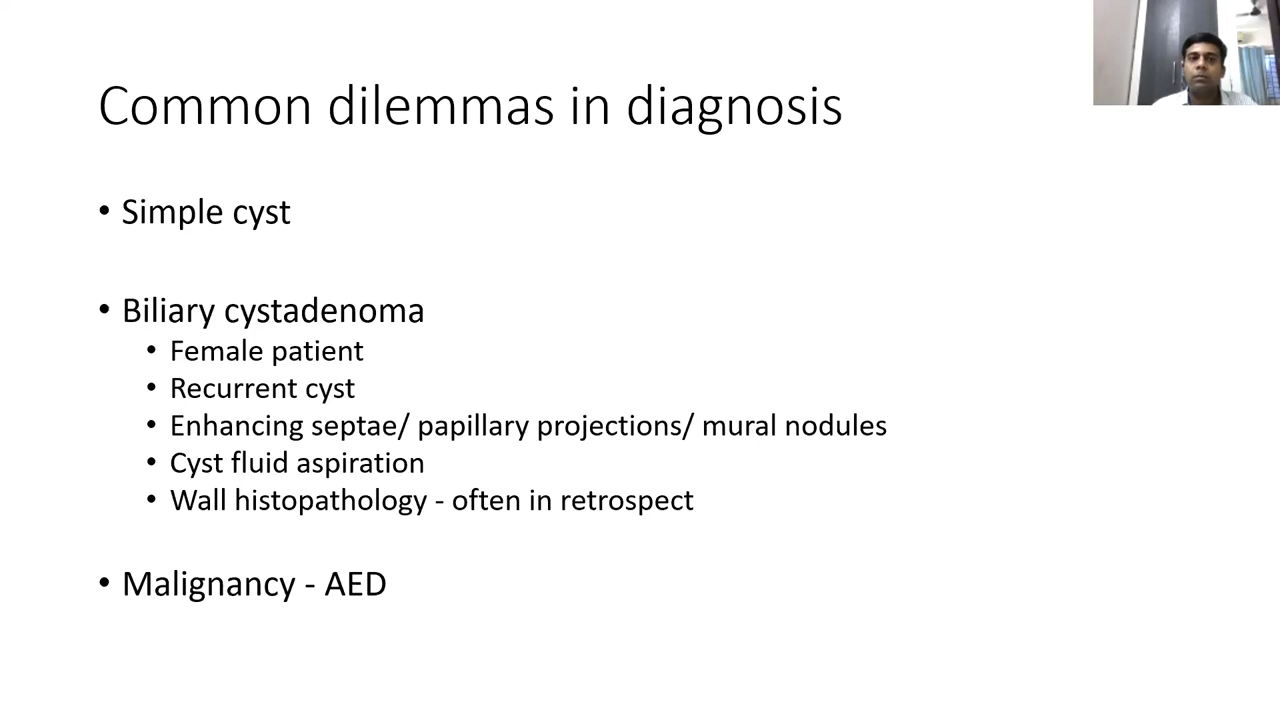 Common dilemmas in diagnosis
• Simple cyst
• Biliary cystadenoma
• Female patient
• Recurrent cyst
• Enhancing septae/ papillary projections/ mural nodules
• Cyst fluid aspiration
• Wall histopathology - often in retrospect
• Malignancy - AED